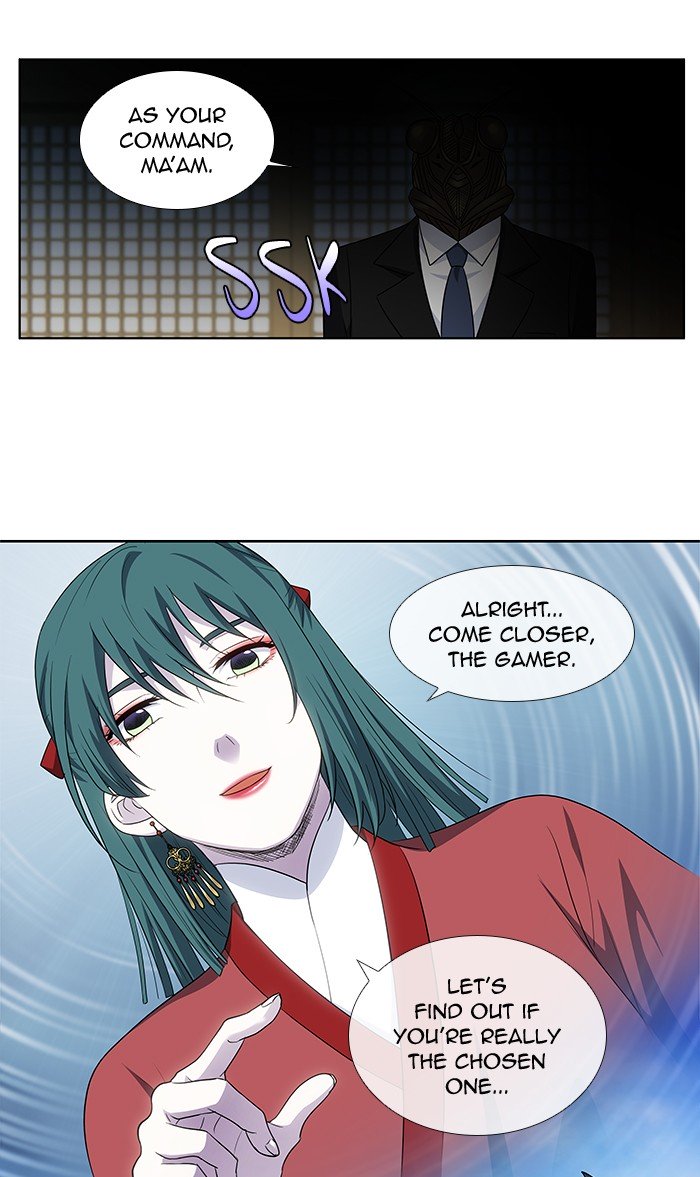 AS YOUR
COMMAND,
MA'AM.
SSK
ALRIGHT...
COME CLOSER,
THE GAMER.
LET'S
FIND OUT IF
YOU'RE REALLY
THE CHOSEN
ONE...